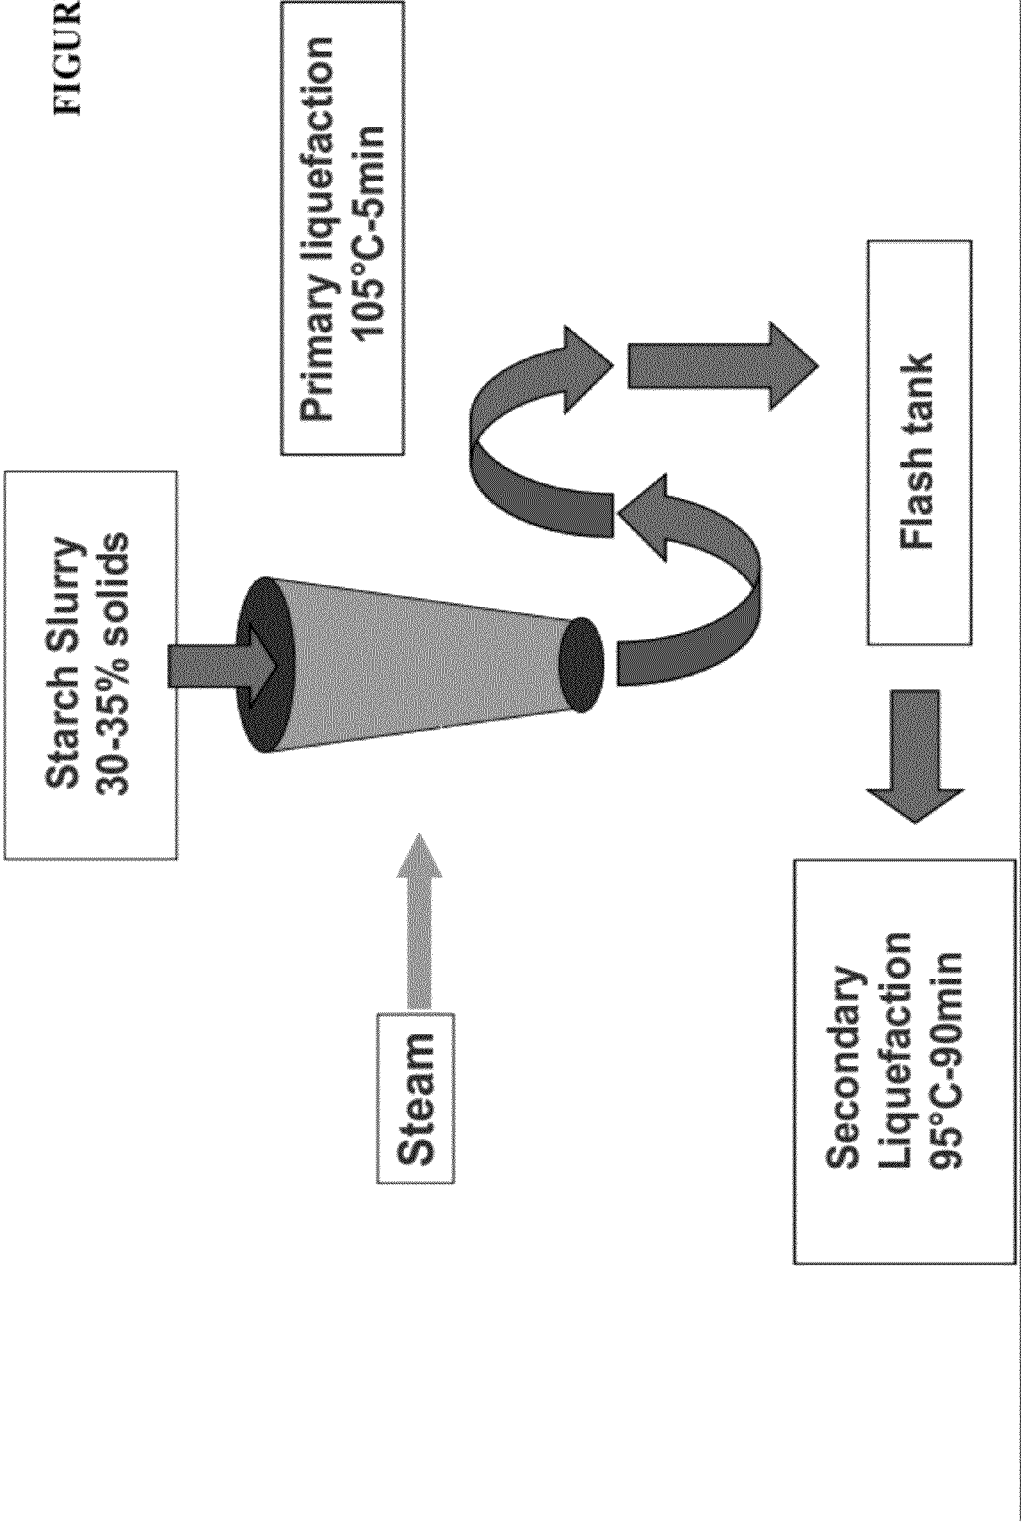 FIGUR
Starch Slurry
30-35% solids
Primary liquefaction
105°C-5min
Steam
Flash tank
Secondary
Liquefaction
95°C-90min